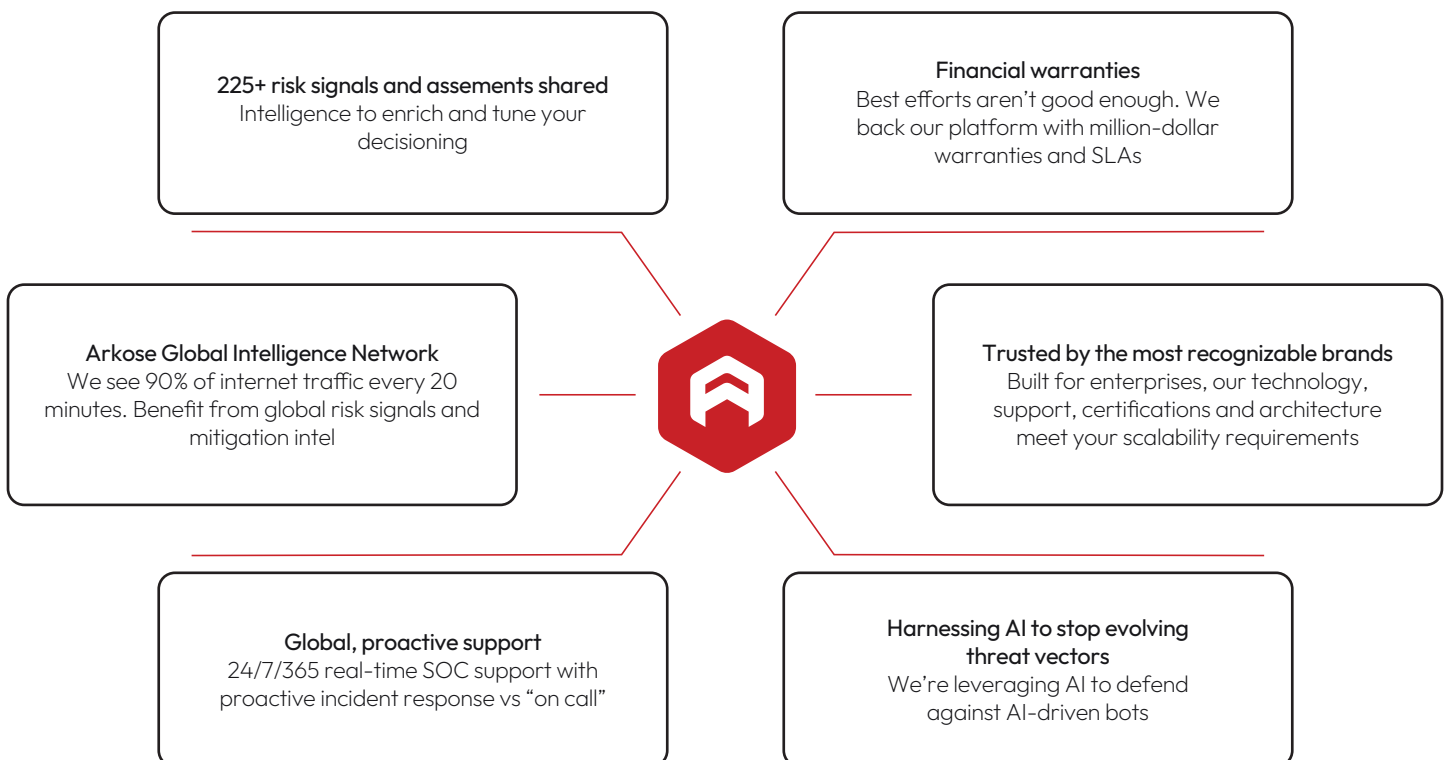 225+ risk signals and assements shared
Intelligence to enrich and tune your
decisioning
Financial warranties
Best efforts aren’t good enough. We
back our platform with million-dollar
warranties and SLAs
Arkose Global Intelligence Network
We see 90% of internet traffic every 20
minutes. Benefit from global risk signals and
mitigation intel
Trusted by the most recognizable brands
Built for enterprises, our technology,
support, certifications and architecture
meet your scalability requirements
Global, proactive support
24/7/365 real-time SOC support with
proactive incident response vs “on call”
Harnessing AI to stop evolving
threat vectors
We’re leveraging AI to defend
against AI-driven bots